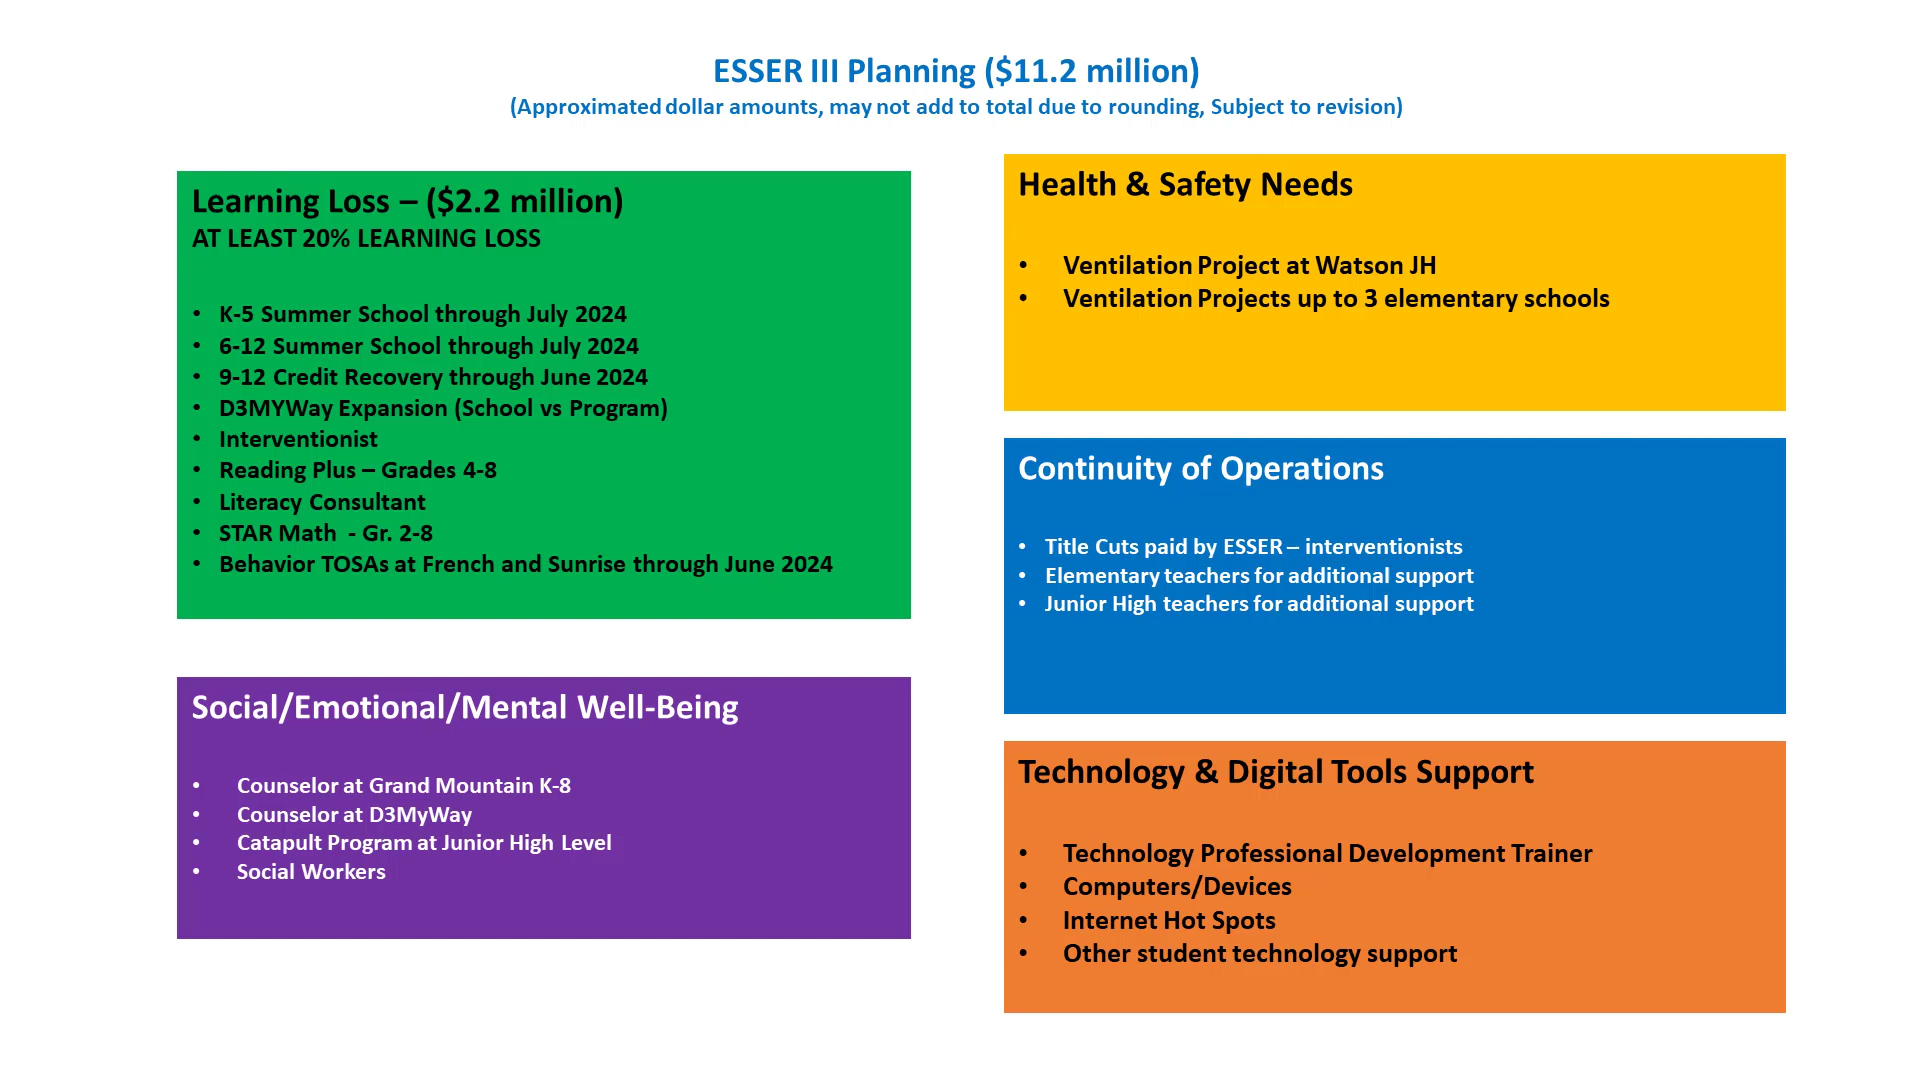 ESSER III Planning ($11.2 million)
(Approximated dollar amounts, may not add to total due to rounding, Subject to revision)
Learning Loss – ($2.2 million)
AT LEAST 20% LEARNING LOSS
• K-5 Summer School through July 2024
• 6-12 Summer School through July 2024
• 9-12 Credit Recovery through June 2024
• D3MYWay Expansion (School vs Program)
• Interventionist
• Reading Plus – Grades 4-8
• Literacy Consultant
• STAR Math - Gr. 2-8
• Behavior TOSAs at French and Sunrise through June 2024
Social/Emotional/Mental Well-Being
• Counselor at Grand Mountain K-8
• Counselor at D3MyWay
• Catapult Program at Junior High Level
• Social Workers
Health & Safety Needs
• Ventilation Project at Watson JH
• Ventilation Projects up to 3 elementary schools
Continuity of Operations
• Title Cuts paid by ESSER – interventionists
• Elementary teachers for additional support
• Junior High teachers for additional support
Technology & Digital Tools Support
• Technology Professional Development Trainer
• Computers/Devices
• Internet Hot Spots
• Other student technology support